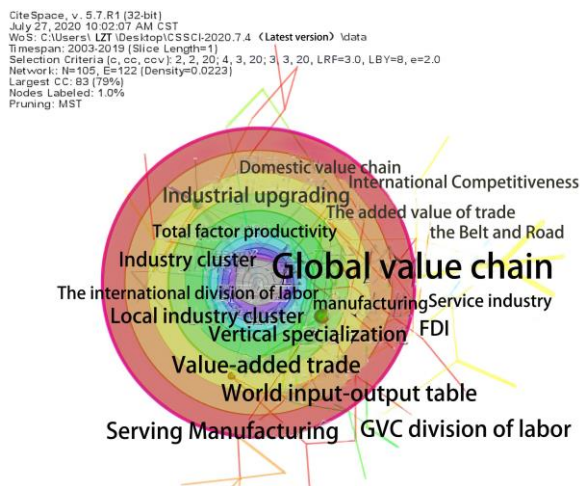 CiteSpace, v. 5.7.R1 (32-bit)
July 27, 2020 10:02:07 AM CST
WoS: C:\Users\ LZT \Desktop\CSSCI-2020.7.4 （Latest version）\data
Timespan: 2003-2019 (Slice Length=1)
Selection Criteria (c, cc, ccv): 2, 2, 20; 4, 3, 20; 3, 3, 20, LRF=3.0, LBY=8, e=2.0
Network: N=105, E=122 (Density=0.0223)
Largest CC: 83 (79%)
Nodes Labeled: 1.0%
Pruning: MST
Domestic value chain
International Competitiveness
Industrial upgrading
The added value of trade
Total factor productivity
the Belt and Road
Industry cluster
Global value chain
The international division of labor
manufacturing
Service industry
Local industry cluster
Vertical specialization
FDI
Value-added trade
World input-output table
Serving Manufacturing
GVC division of labor